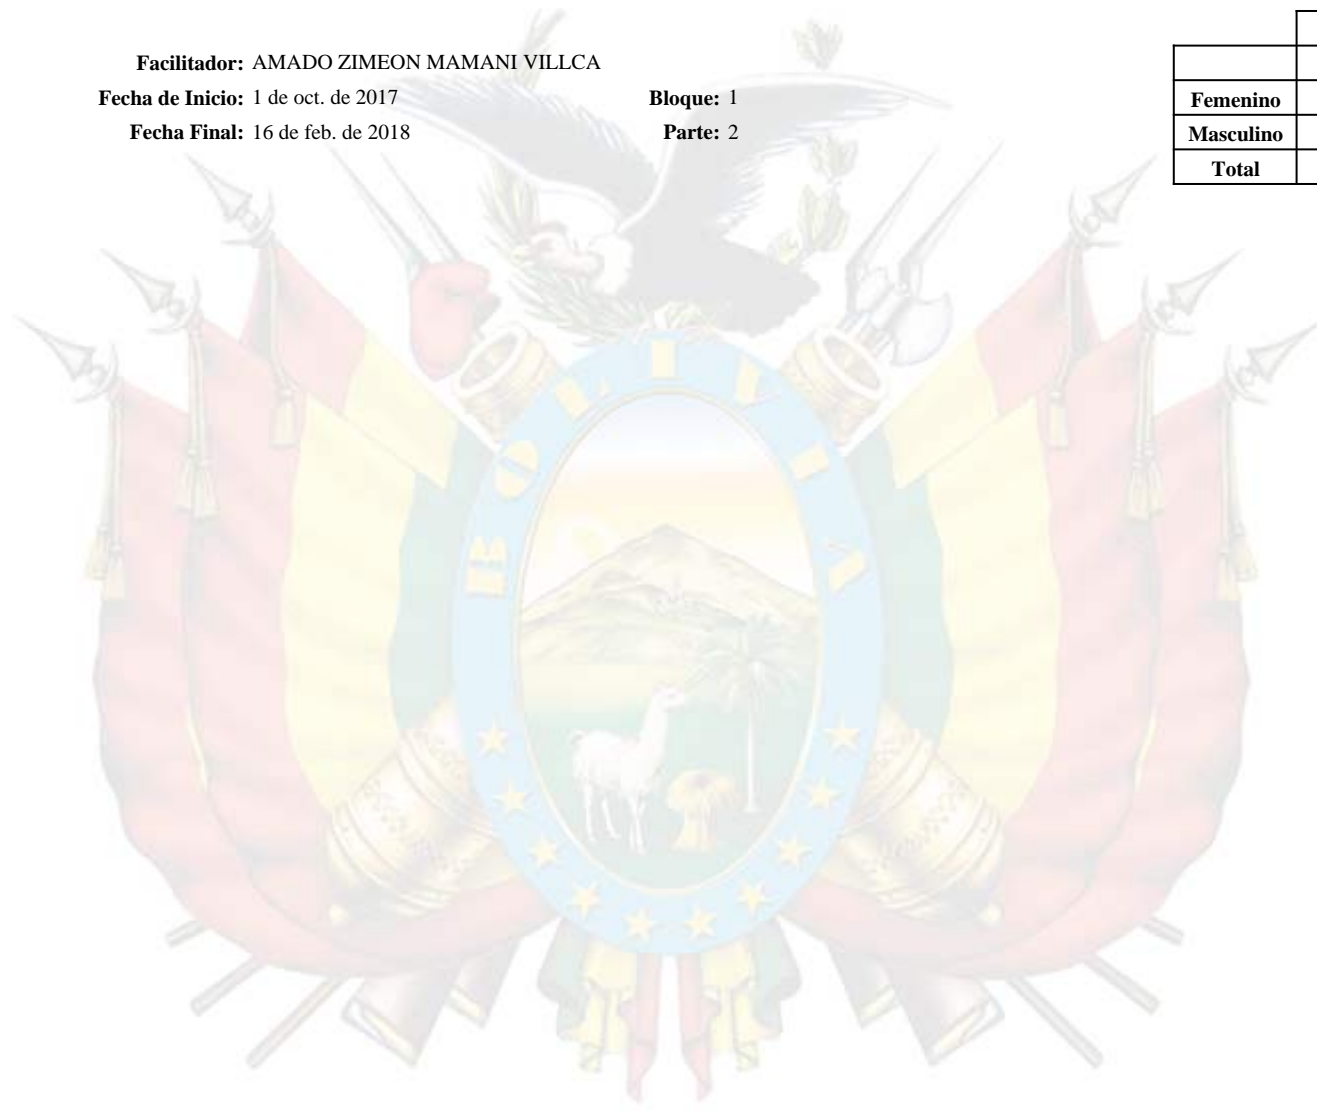 Facilitador: AMADO ZIMEON MAMANI VILLCA
Fecha de Inicio: 1 de oct. de 2017 Bloque: 1
Fecha Final: 16 de feb. de 2018 Parte: 2
Femenino
Masculino
Total
BOLIVIA